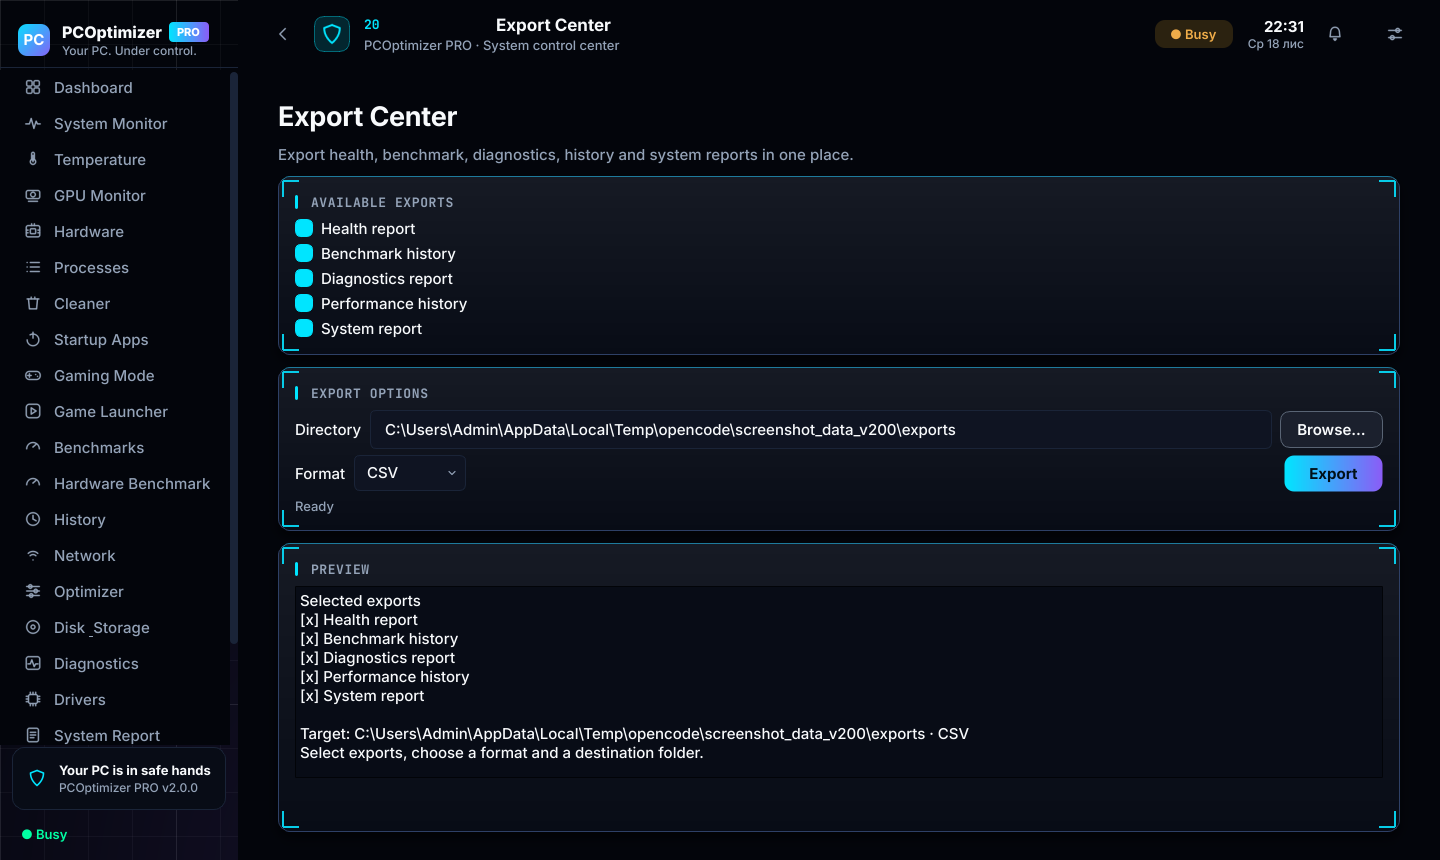 PC
PCOptimizer PRO
Your PC. Under control.
Dashboard
System Monitor
Temperature
GPU Monitor
Hardware
Processes
Cleaner
Startup Apps
Gaming Mode
Game Launcher
Benchmarks
Hardware Benchmark
History
Network
Optimizer
Disk _Storage
Diagnostics
Drivers
System Report
Your PC is in safe hands
PCOptimizer PRO v2.0.0
Busy
20
Export Center
PCOptimizer PRO · System control center
Busy
22:31
Ср 18 лис
Export Center
Export health, benchmark, diagnostics, history and system reports in one place.
AVAILABLE EXPORTS
Health report
Benchmark history
Diagnostics report
Performance history
System report
EXPORT OPTIONS
Directory C:\Users\Admin\AppData\Local\Temp\opencode\screenshot_data_v200\exports Browse...
Format CSV Export
Ready
PREVIEW
Selected exports
[x] Health report
[x] Benchmark history
[x] Diagnostics report
[x] Performance history
[x] System report
Target: C:\Users\Admin\AppData\Local\Temp\opencode\screenshot_data_v200\exports · CSV
Select exports, choose a format and a destination folder.